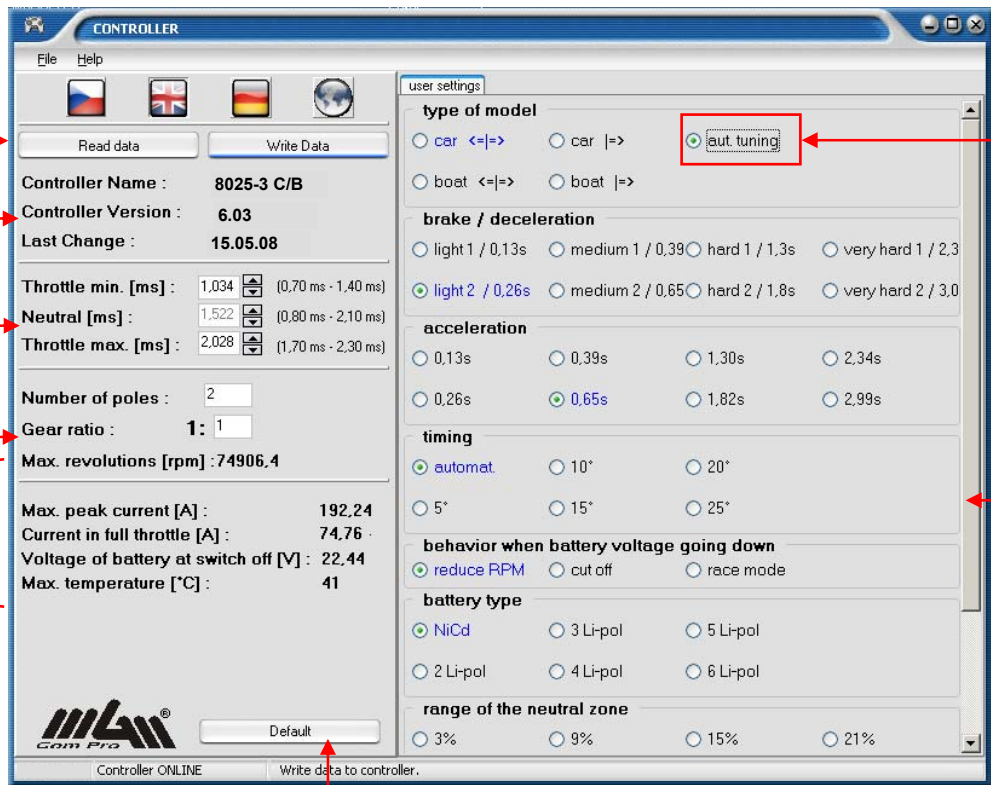 CONTROLLER
File Help
Read data Write Data
Controller Name : 8025-3 C/B
Controller Version : 6.03
Last Change : 15.05.08
Throttle min. [ms] : 1,034 (0,70 ms - 1,40 ms)
Neutral [ms] : 1,522 (0,80 ms - 2,10 ms)
Throttle max. [ms] : 2,028 (1,70 ms - 2,30 ms)
Number of poles : 2
Gear ratio : 1: 1
Max. revolutions [rpm] :74906,4
Max. peak current [A] : 192,24
Current in full throttle [A] : 74,76
Voltage of battery at switch off [V] : 22,44
Max. temperature [°C] : 41
mgm®
Com Pro
Default
user settings
type of model
car <=|=> car |=> aut. tuning
boat <=|=> boat |=>
brake / deceleration
light 1 / 0,13s medium 1 / 0,39 hard 1 / 1,3s very hard 1 / 2,3
light 2 / 0,26s medium 2 / 0,65 hard 2 / 1,8s very hard 2 / 3,0
acceleration
0,13s 0,39s 1,30s 2,34s
0,26s 0,65s 1,82s 2,99s
timing
automat. 10° 20°
5° 15° 25°
behavior when battery voltage going down
reduce RPM cut off race mode
battery type
NiCd 3 Li-pol 5 Li-pol
2 Li-pol 4 Li-pol 6 Li-pol
range of the neutral zone
3% 9% 15% 21%
Controller ONLINE Write data to controller.